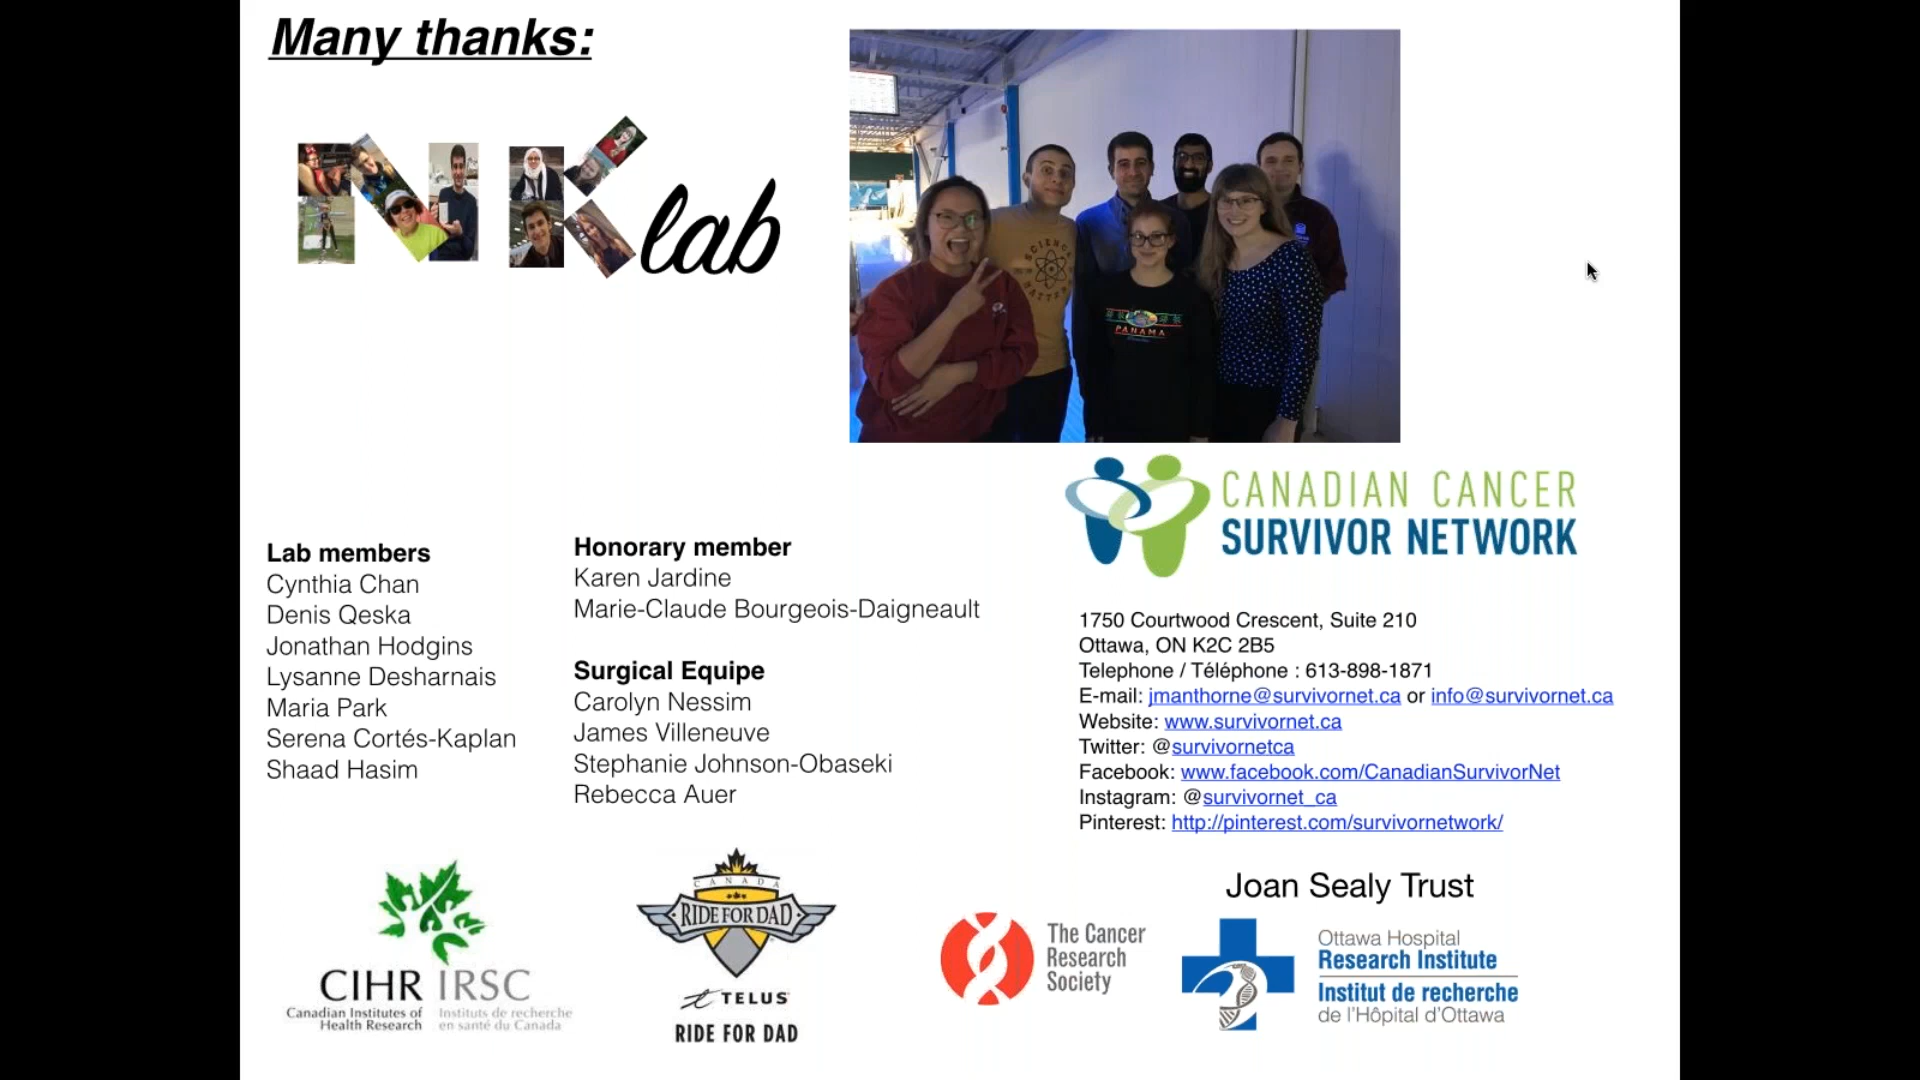 Many thanks:
NK lab
SCIENCE
MATTERS
PANAMA
CANADIAN CANCER
SURVIVOR NETWORK
Lab members
Cynthia Chan
Denis Qeska
Jonathan Hodgins
Lysanne Desharnais
Maria Park
Serena Cortés-Kaplan
Shaad Hasim
Honorary member
Karen Jardine
Marie-Claude Bourgeois-Daigneault
Surgical Equipe
Carolyn Nessim
James Villeneuve
Stephanie Johnson-Obaseki
Rebecca Auer
1750 Courtwood Crescent, Suite 210
Ottawa, ON K2C 2B5
Telephone / Téléphone : 613-898-1871
E-mail: jmanthorne@survivornet.ca or info@survivornet.ca
Website: www.survivornet.ca
Twitter: @survivornetca
Facebook: www.facebook.com/CanadianSurvivorNet
Instagram: @survivornet_ca
Pinterest: http://pinterest.com/survivornetwork/
CIHR IRSC
Canadian Institutes of Health Research
Instituts de recherche en santé du Canada
CANADA
RIDE FOR DAD
TELUS
RIDE FOR DAD
The Cancer
Research
Society
Joan Sealy Trust
Ottawa Hospital
Research Institute
Institut de recherche
de l'Hôpital d'Ottawa